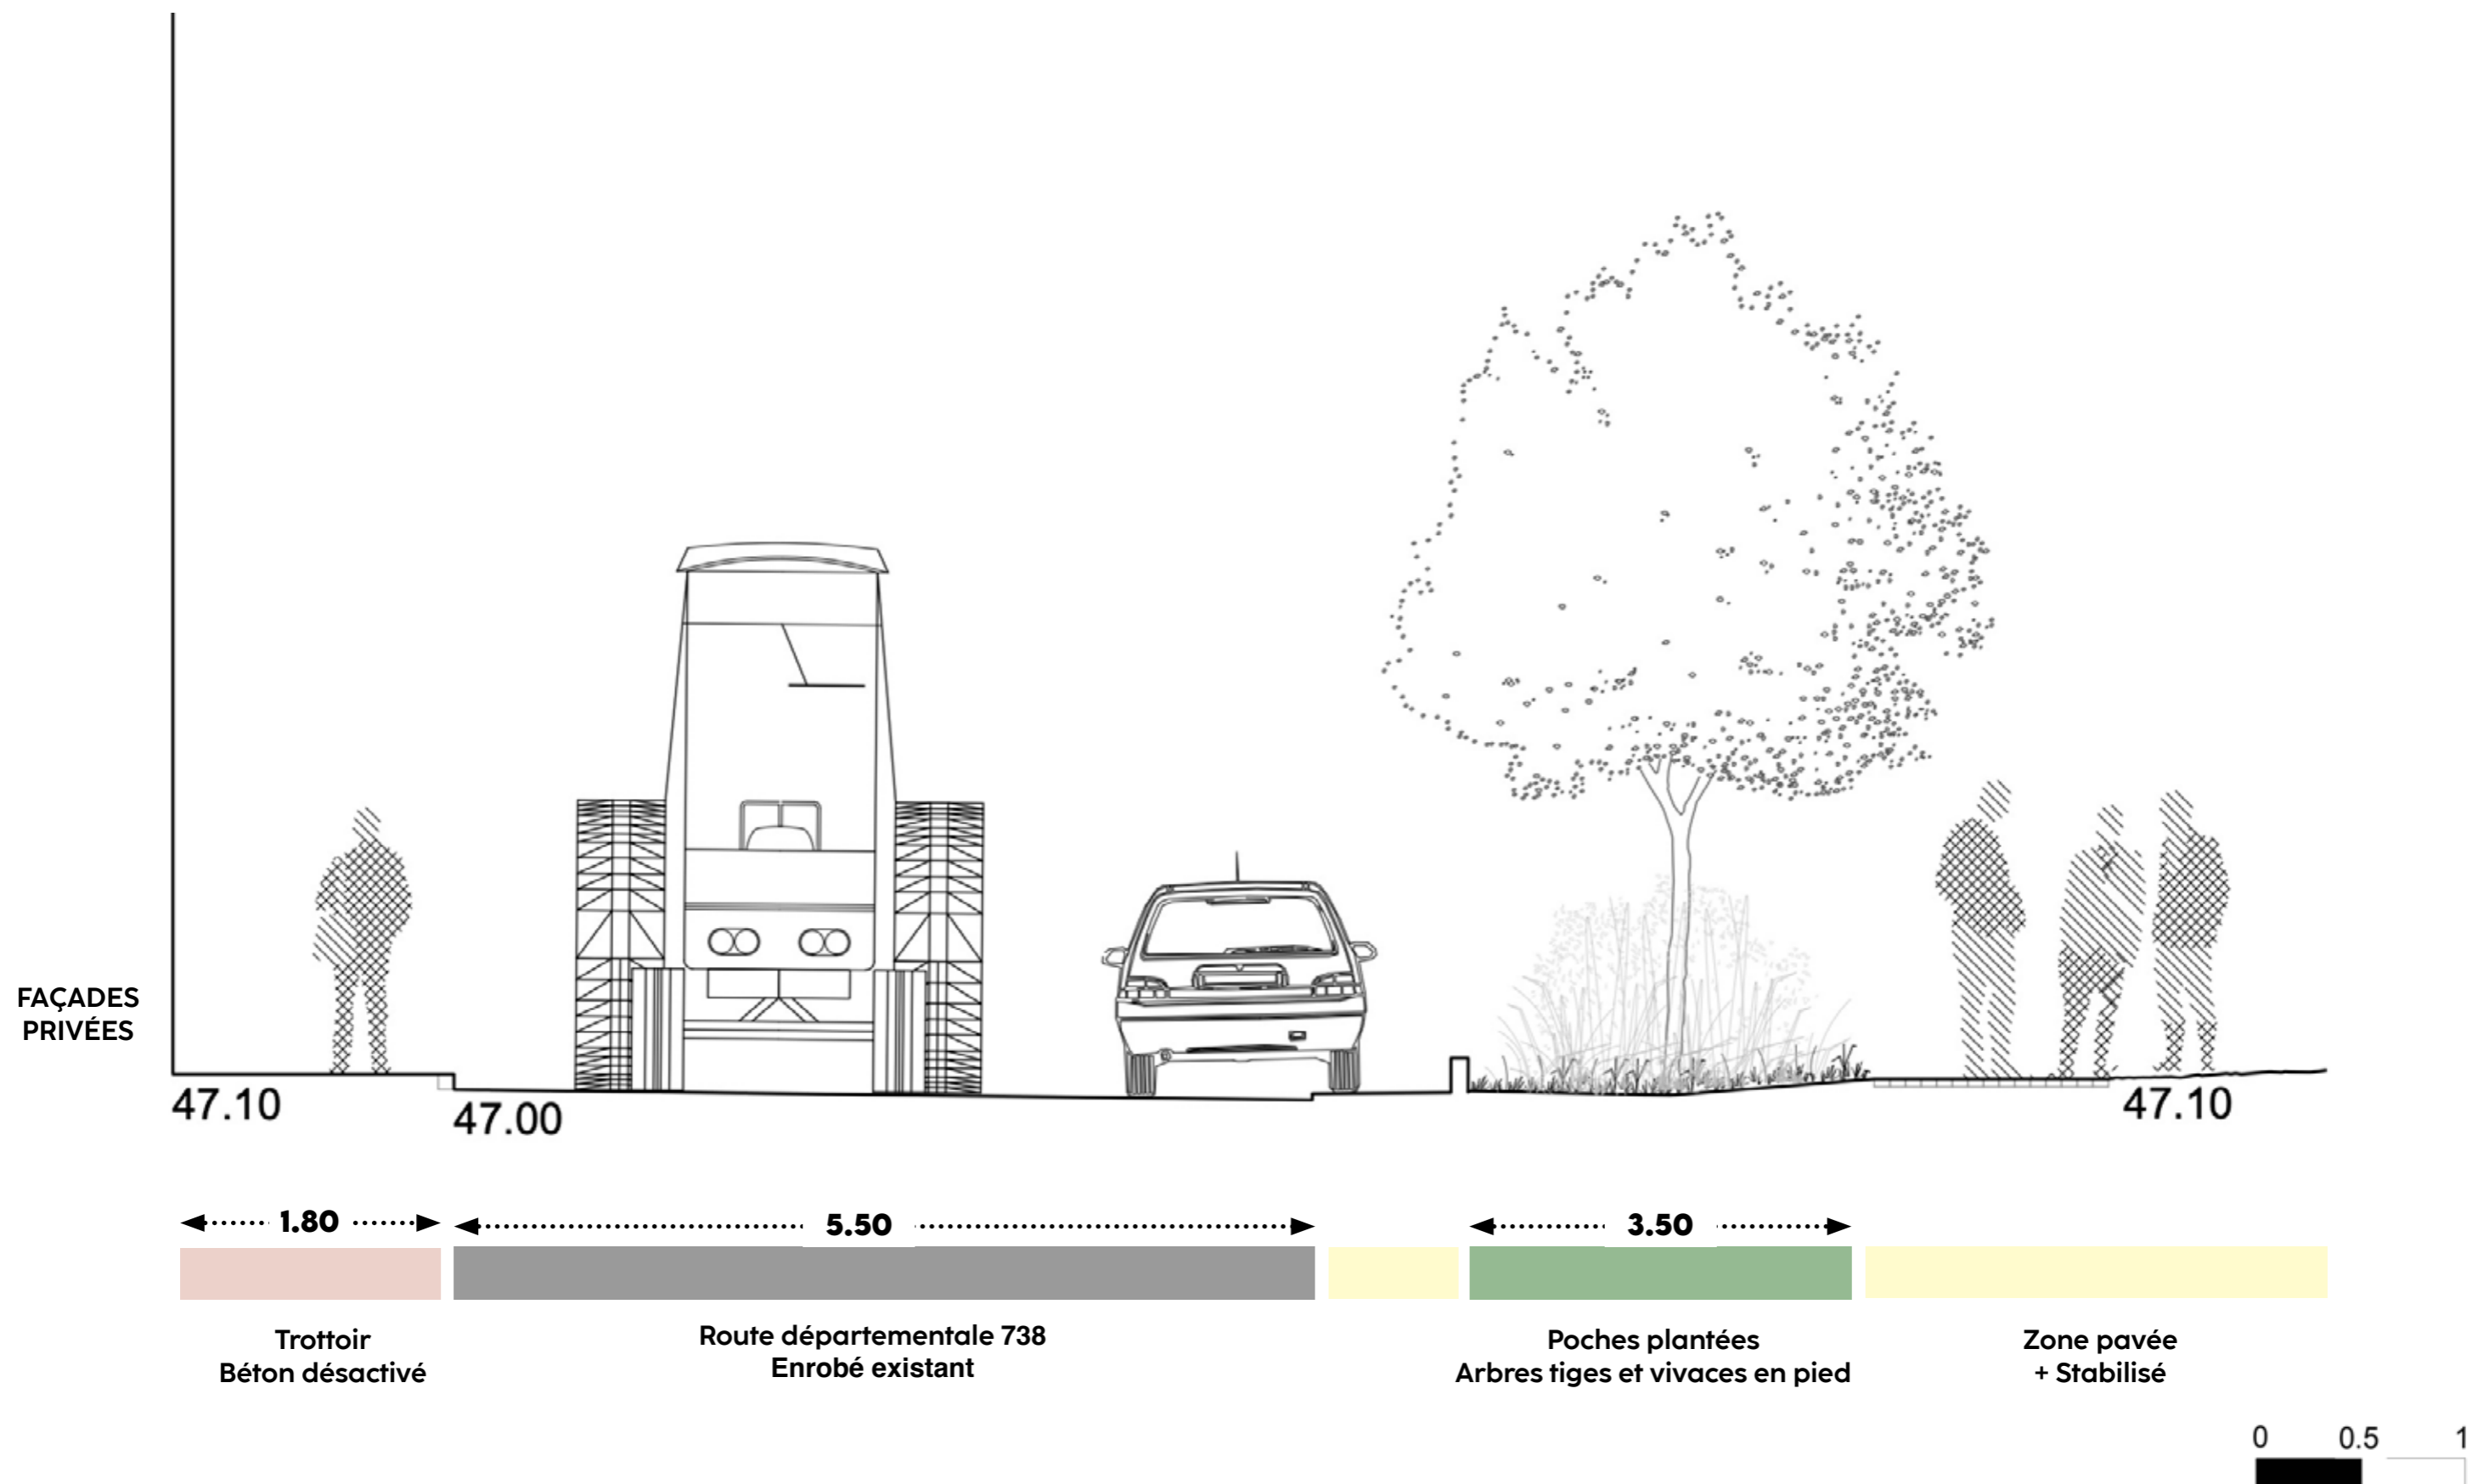 FAÇADES
PRIVÉES
47.10
47.00
47.10
1.80
5.50
3.50
Trottoir
Béton désactivé
Route départementale 738
Enrobé existant
Poches plantées
Arbres tiges et vivaces en pied
Zone pavée
+ Stabilisé
0 0.5 1